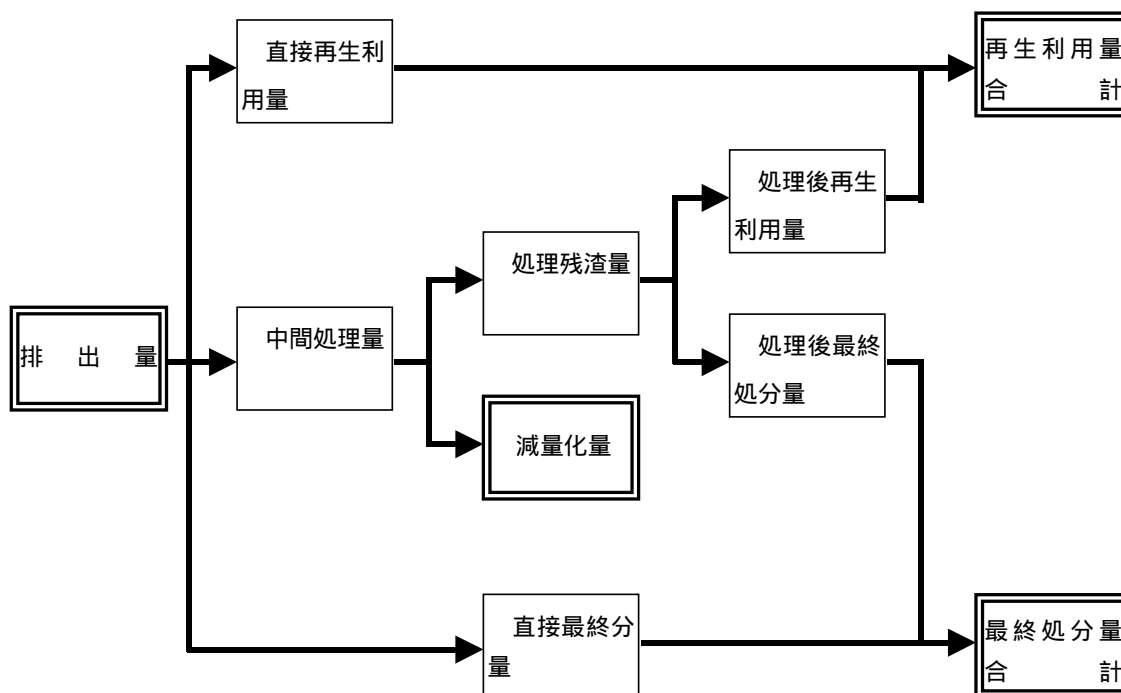 直接再生利
用量
再生利用量
合計
処理後再生
利用量
処理残渣量
排出量
中間処理量
処理後最終
処分量
減量化量
直接最終分
量
最終処分量
合計